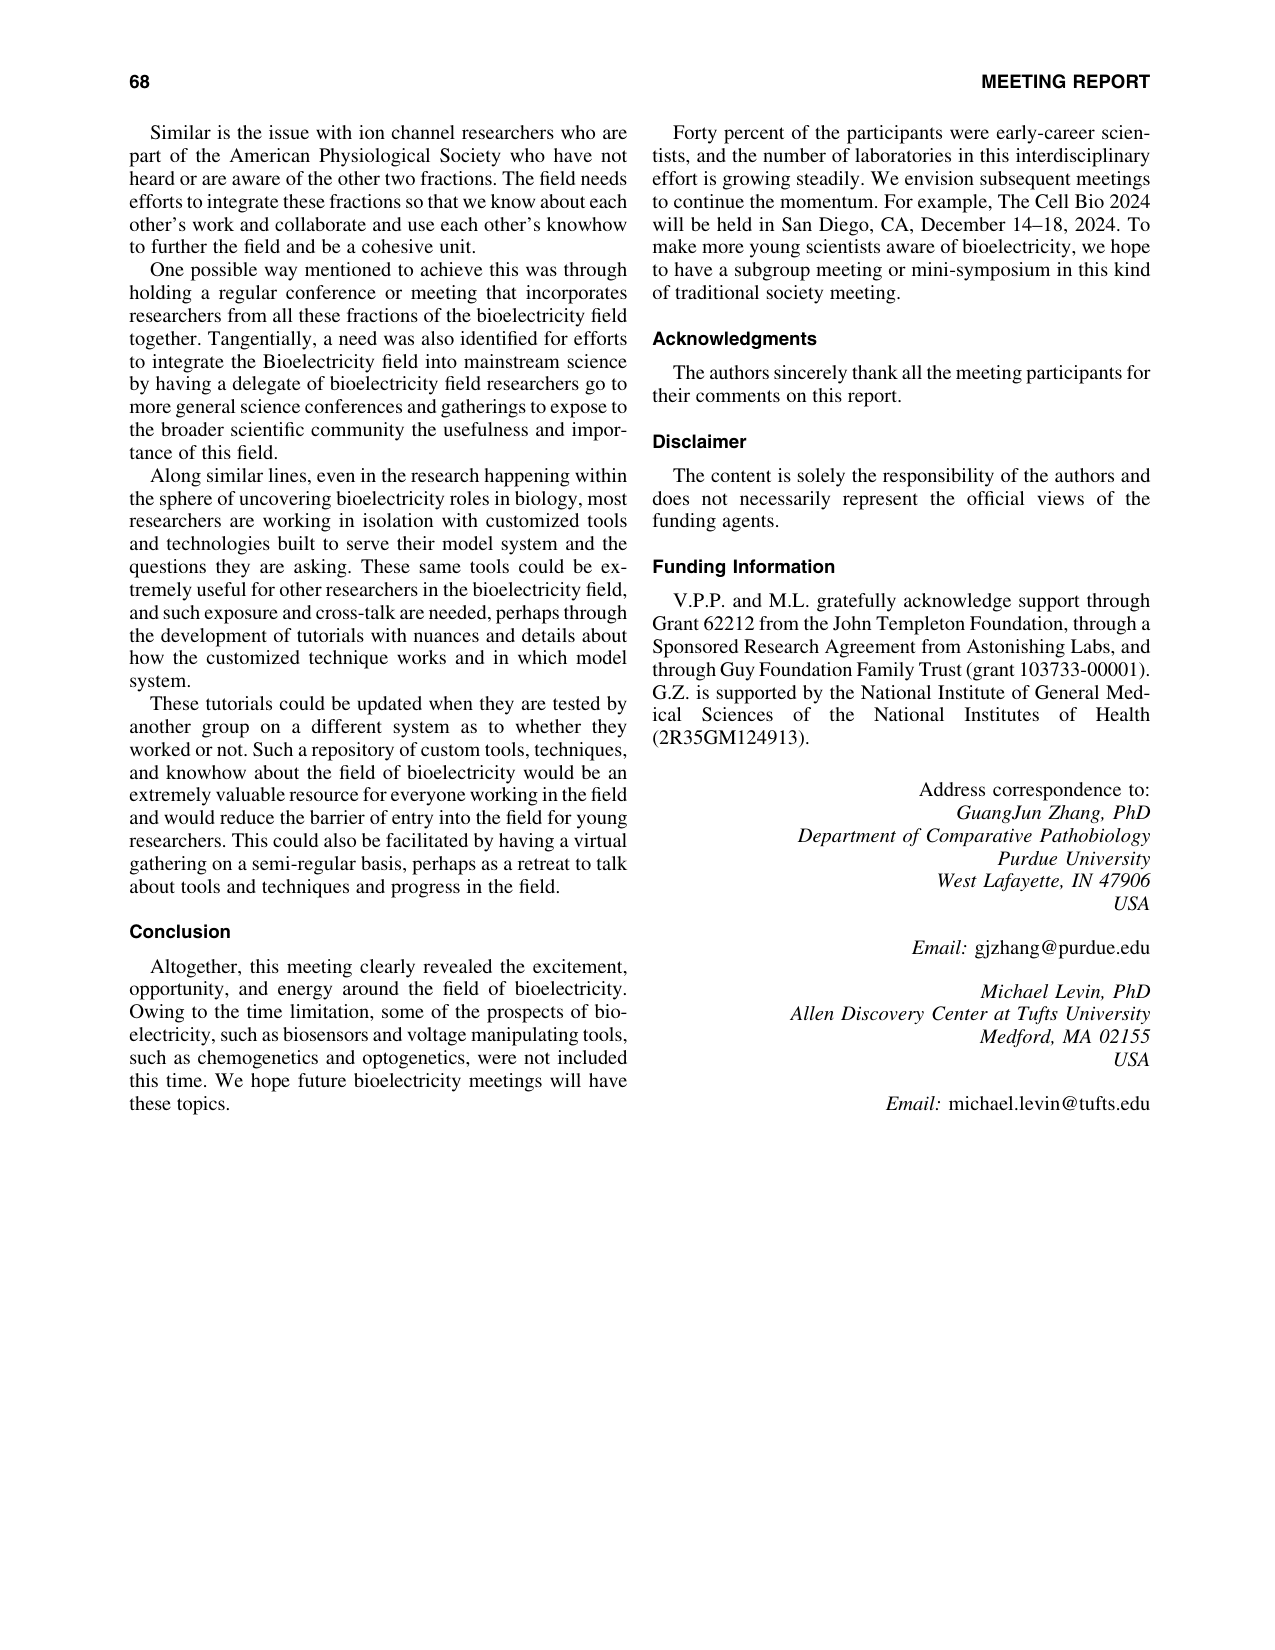 68
MEETING REPORT
Similar is the issue with ion channel researchers who are
part of the American Physiological Society who have not
heard or are aware of the other two fractions. The field needs
efforts to integrate these fractions so that we know about each
other's work and collaborate and use each other's knowhow
to further the field and be a cohesive unit.
One possible way mentioned to achieve this was through
holding a regular conference or meeting that incorporates
researchers from all these fractions of the bioelectricity field
together. Tangentially, a need was also identified for efforts
to integrate the Bioelectricity field into mainstream science
by having a delegate of bioelectricity field researchers go to
more general science conferences and gatherings to expose to
the broader scientific community the usefulness and impor-
tance of this field.
Along similar lines, even in the research happening within
the sphere of uncovering bioelectricity roles in biology, most
researchers are working in isolation with customized tools
and technologies built to serve their model system and the
questions they are asking. These same tools could be ex-
tremely useful for other researchers in the bioelectricity field,
and such exposure and cross-talk are needed, perhaps through
the development of tutorials with nuances and details about
how the customized technique works and in which model
system.
These tutorials could be updated when they are tested by
another group on a different system as to whether they
worked or not. Such a repository of custom tools, techniques,
and knowhow about the field of bioelectricity would be an
extremely valuable resource for everyone working in the field
and would reduce the barrier of entry into the field for young
researchers. This could also be facilitated by having a virtual
gathering on a semi-regular basis, perhaps as a retreat to talk
about tools and techniques and progress in the field.
Conclusion
Altogether, this meeting clearly revealed the excitement,
opportunity, and energy around the field of bioelectricity.
Owing to the time limitation, some of the prospects of bio-
electricity, such as biosensors and voltage manipulating tools,
such as chemogenetics and optogenetics, were not included
this time. We hope future bioelectricity meetings will have
these topics.
Forty percent of the participants were early-career scien-
tists, and the number of laboratories in this interdisciplinary
effort is growing steadily. We envision subsequent meetings
to continue the momentum. For example, The Cell Bio 2024
will be held in San Diego, CA, December 14–18, 2024. To
make more young scientists aware of bioelectricity, we hope
to have a subgroup meeting or mini-symposium in this kind
of traditional society meeting.
Acknowledgments
The authors sincerely thank all the meeting participants for
their comments on this report.
Disclaimer
The content is solely the responsibility of the authors and
does not necessarily represent the official views of the
funding agents.
Funding Information
V.P.P. and M.L. gratefully acknowledge support through
Grant 62212 from the John Templeton Foundation, through a
Sponsored Research Agreement from Astonishing Labs, and
through Guy Foundation Family Trust (grant 103733-00001).
G.Z. is supported by the National Institute of General Med-
ical Sciences of the National Institutes of Health
(2R35GM124913).
Address correspondence to:
GuangJun Zhang, PhD
Department of Comparative Pathobiology
Purdue University
West Lafayette, IN 47906
USA
Email: gjzhang@purdue.edu
Michael Levin, PhD
Allen Discovery Center at Tufts University
Medford, MA 02155
USA
Email: michael.levin@tufts.edu